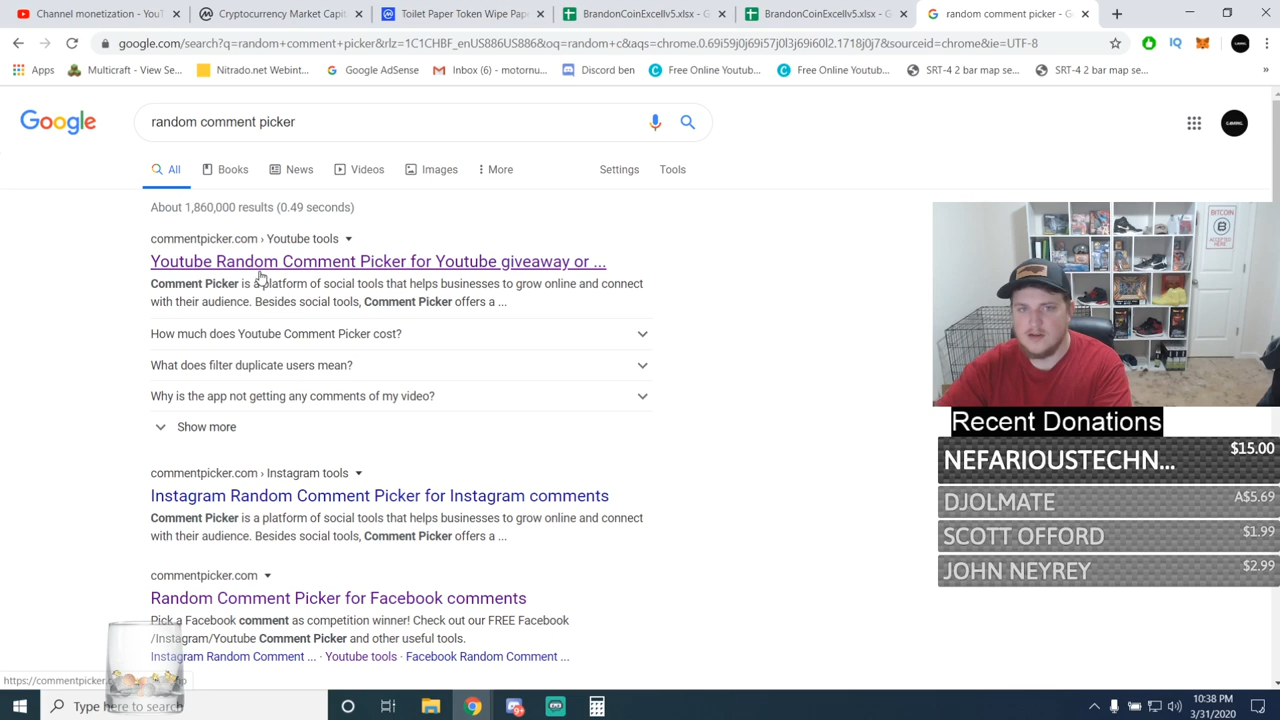 Channel monetization - YouT
Cryptocurrency Market Capit
Toilet Paper Token Wipe Pape
BrandonCoinExcellv5.xlsx - G
BrandonCoinExcellv5.xlsx - G
random comment picker - Go
google.com/search?q=random+comment+picker&rlz=1C1CHBF_enUS886US886&oq=random+c&aqs=chrome.0.69i59j0j69i57j0l3j69i60l2.1718j0j7&sourceid=chrome&ie=UTF-8
Apps
Multicraft - View Se...
Nitrado.net Webint...
Google AdSense
Inbox (6) - motornu...
Discord ben
Free Online Youtub...
Free Online Youtub...
SRT-4 2 bar map se...
SRT-4 2 bar map se...
»
Google
random comment picker
All
Books
News
Videos
Images
More
Settings
Tools
About 1,860,000 results (0.49 seconds)
commentpicker.com › Youtube tools
Youtube Random Comment Picker for Youtube giveaway or ...
Comment Picker is a platform of social tools that helps businesses to grow online and connect
with their audience. Besides social tools, Comment Picker offers a ...
How much does Youtube Comment Picker cost?
What does filter duplicate users mean?
Why is the app not getting any comments of my video?
Show more
commentpicker.com › Instagram tools
Instagram Random Comment Picker for Instagram comments
Comment Picker is a platform of social tools that helps businesses to grow online and connect
with their audience. Besides social tools, Comment Picker offers a ...
commentpicker.com
Random Comment Picker for Facebook comments
Pick a Facebook comment as competition winner! Check out our FREE Facebook
/Instagram/Youtube Comment Picker and other useful tools.
Instagram Random Comment ... · Youtube tools · Facebook Random Comment ...
BITCOIN
B
ACCEPTED
HERE
Recent Donations
NEFARIOUSTECHN...
$15.00
DJOLMATE
A$5.69
SCOTT OFFORD
$1.99
JOHN NEYREY
$2.99
https://commentpicker.c
Type here to search
10:38 PM
3/31/2020